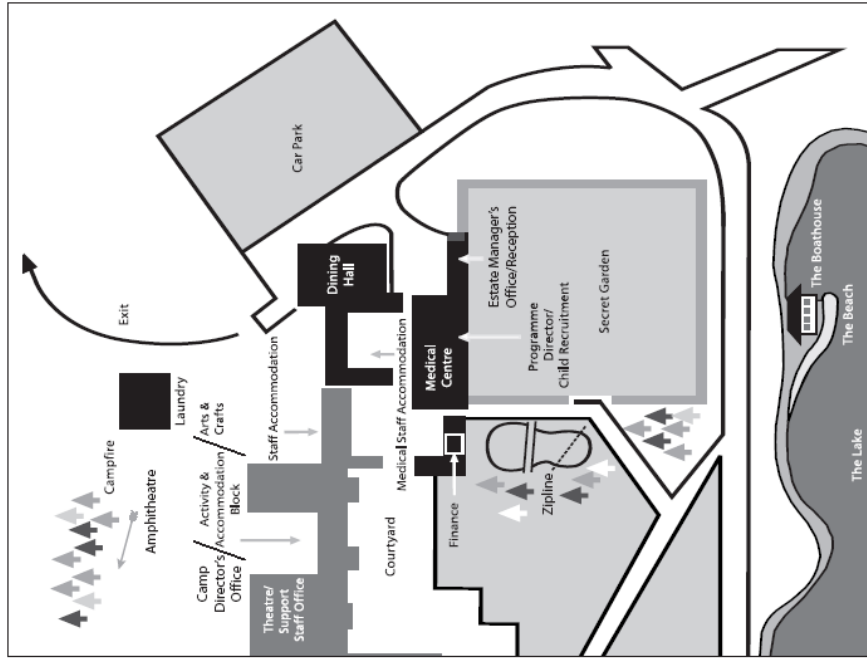 Car Park
Exit
Dining
Hall
Laundry
Staff Accommodation
Arts &
Crafts
Campfire
Amphitheatre
Activity &
Accommodation
Block
Camp
Director's
Office
Theatre/
Support
Staff Office
Courtyard
Medical Staff Accommodation
Medical
Centre
Estate Manager's
Office/Reception
Programme
Director/
Child Recruitment
Secret Garden
Finance
Zipline
The Boathouse
The Beach
The Lake